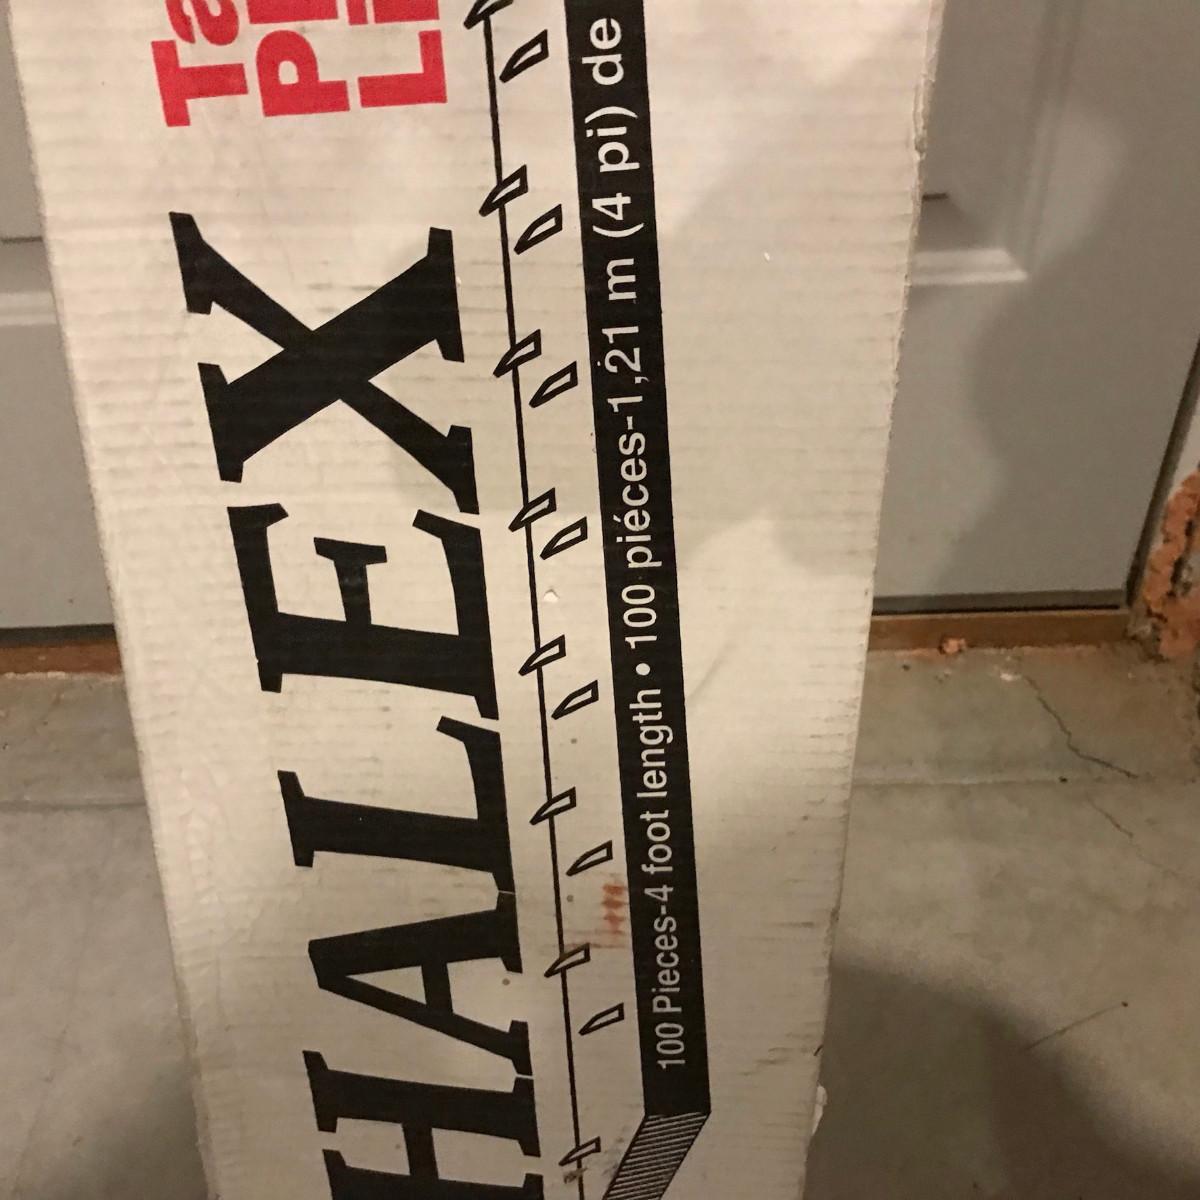 HALEX
100 Pieces-4 foot length • 100 piéces-1,21 m (4 pi) de